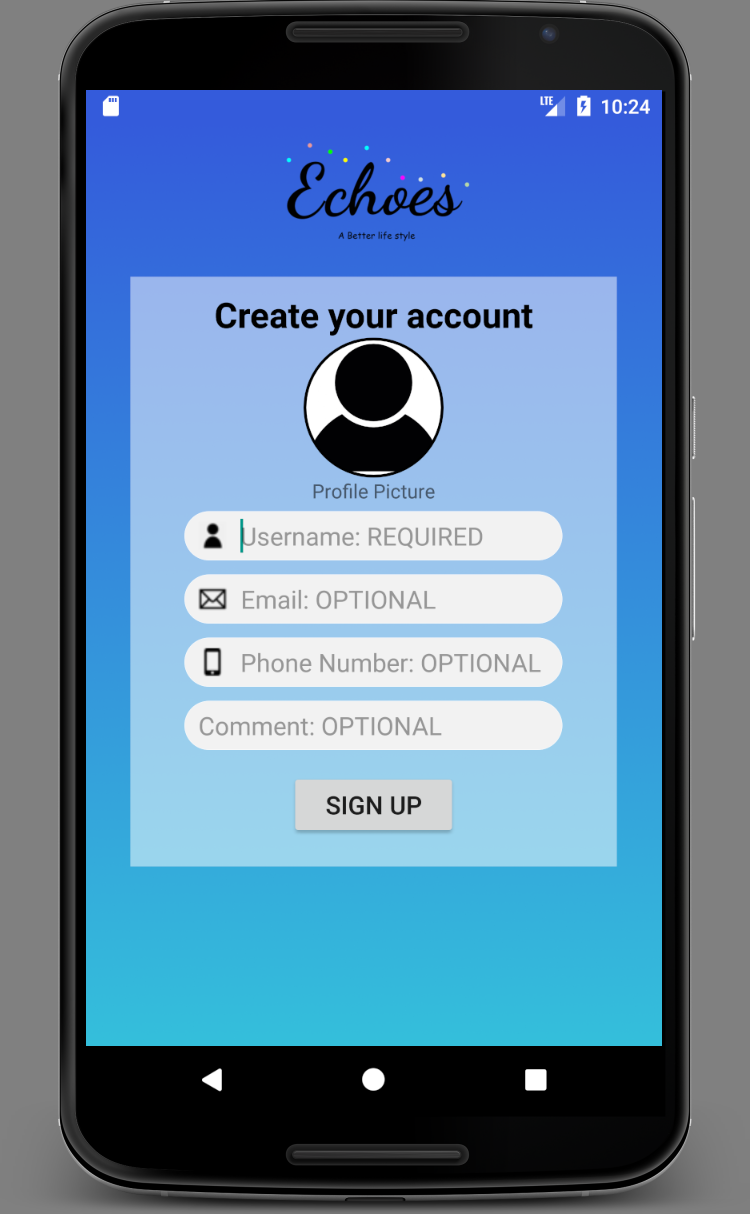 LTE 10:24
Echoes
A Better life style
Create your account
Profile Picture
Username: REQUIRED
Email: OPTIONAL
Phone Number: OPTIONAL
Comment: OPTIONAL
SIGN UP